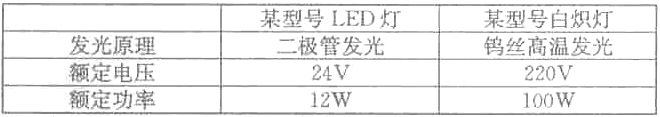 某型号 LED 灯 某型号白炽灯
发光原理 二极管发光 钨丝高温发光
额定电压 24V 220V
额定功率 12W 100W